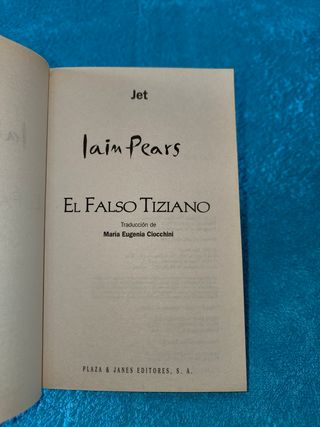 Jet
Iain Pears
EL FALSO TIZIANO
Traducción de
María Eugenia Ciocchini
PLAZA & JANES EDITORES, S. A.